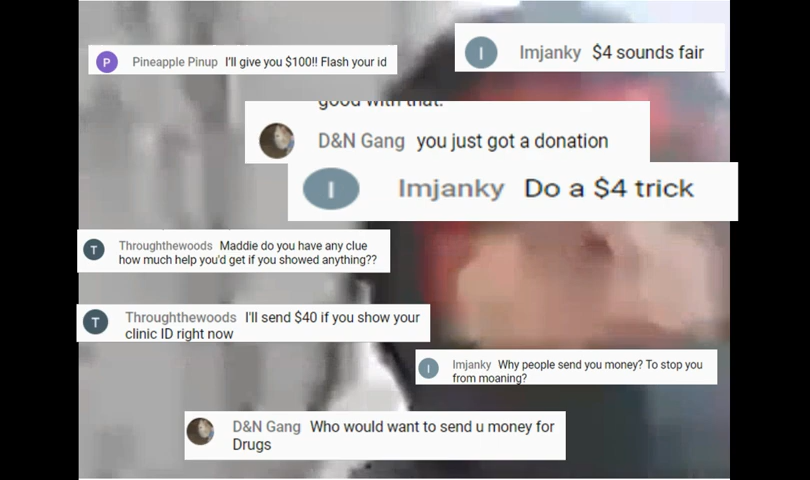 P Pineapple Pinup I'll give you $100!! Flash your id
I Imjanky $4 sounds fair
good with that.
D&N Gang you just got a donation
I Imjanky Do a $4 trick
T Throughthewoods Maddie do you have any clue
how much help you'd get if you showed anything??
T Throughthewoods I'll send $40 if you show your
clinic ID right now
I Imjanky Why people send you money? To stop you
from moaning?
D&N Gang Who would want to send u money for
Drugs